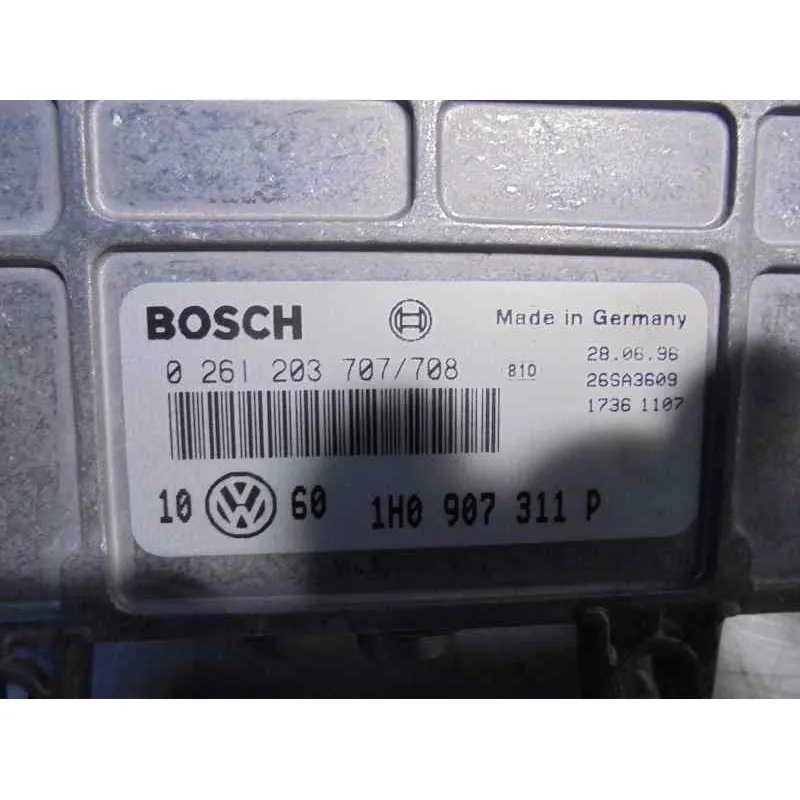 BOSCH
Made in Germany
0 261 203 707/708
810
28.06.96
26SA3609
1736 1107
10 VW 60 1H0 907 311 P